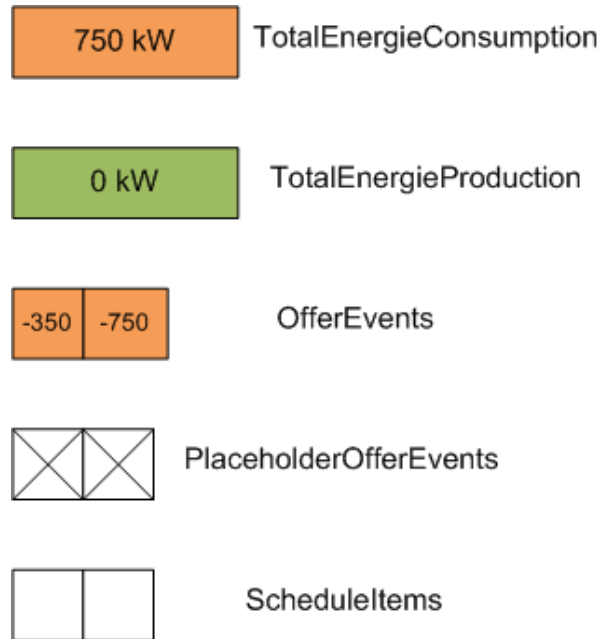 750 kW TotalEnergieConsumption
0 kW TotalEnergieProduction
-350 -750 OfferEvents
PlaceholderOfferEvents
ScheduleItems